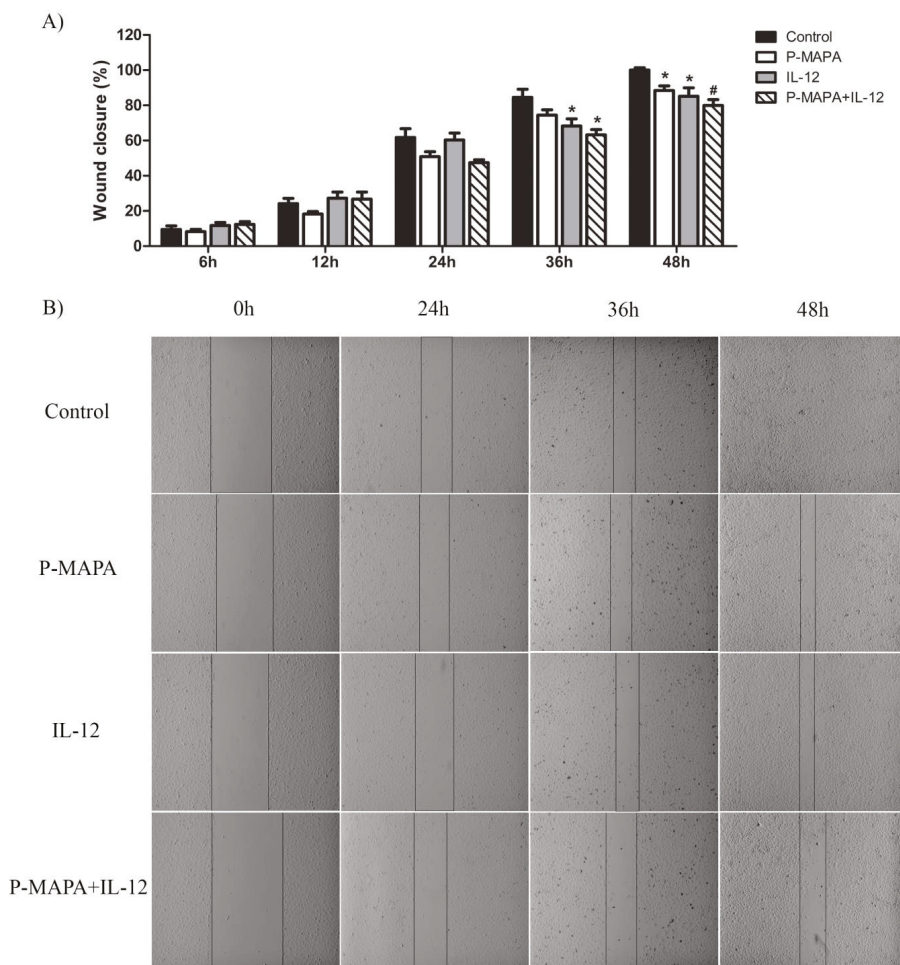 A)
Wound closure (%)
120
100
80
60
40
20
0
6h
12h
24h
36h
48h
* *
* * #
Control
P-MAPA
IL-12
P-MAPA+IL-12
B)
0h 24h 36h 48h
Control
P-MAPA
IL-12
P-MAPA+IL-12